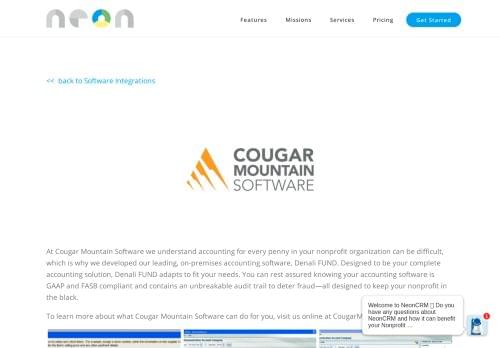 neon
Features Missions Services Pricing Get Started
<< back to Software Integrations
COUGAR
MOUNTAIN
SOFTWARE
At Cougar Mountain Software we understand accounting for every penny in your nonprofit organization can be difficult,
which is why we developed our leading, on-premises accounting software, Denali FUND. Designed to be your complete
accounting solution, Denali FUND adapts to fit your needs. You can rest assured knowing your accounting software is
GAAP and FASB compliant and contains an unbreakable audit trail to deter fraud—all designed to keep your nonprofit in
the black.
To learn more about what Cougar Mountain Software can do for you, visit us online at
Welcome to NeonCRM Do you
have any questions about
NeonCRM and how it can benefit
your Nonprofit ...
1